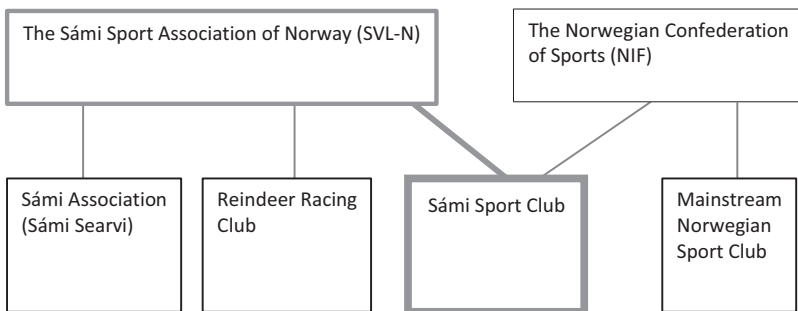 The Sámi Sport Association of Norway (SVL-N)
The Norwegian Confederation
of Sports (NIF)
Sámi Association
(Sámi Searvi)
Reindeer Racing
Club
Sámi Sport Club
Mainstream
Norwegian
Sport Club